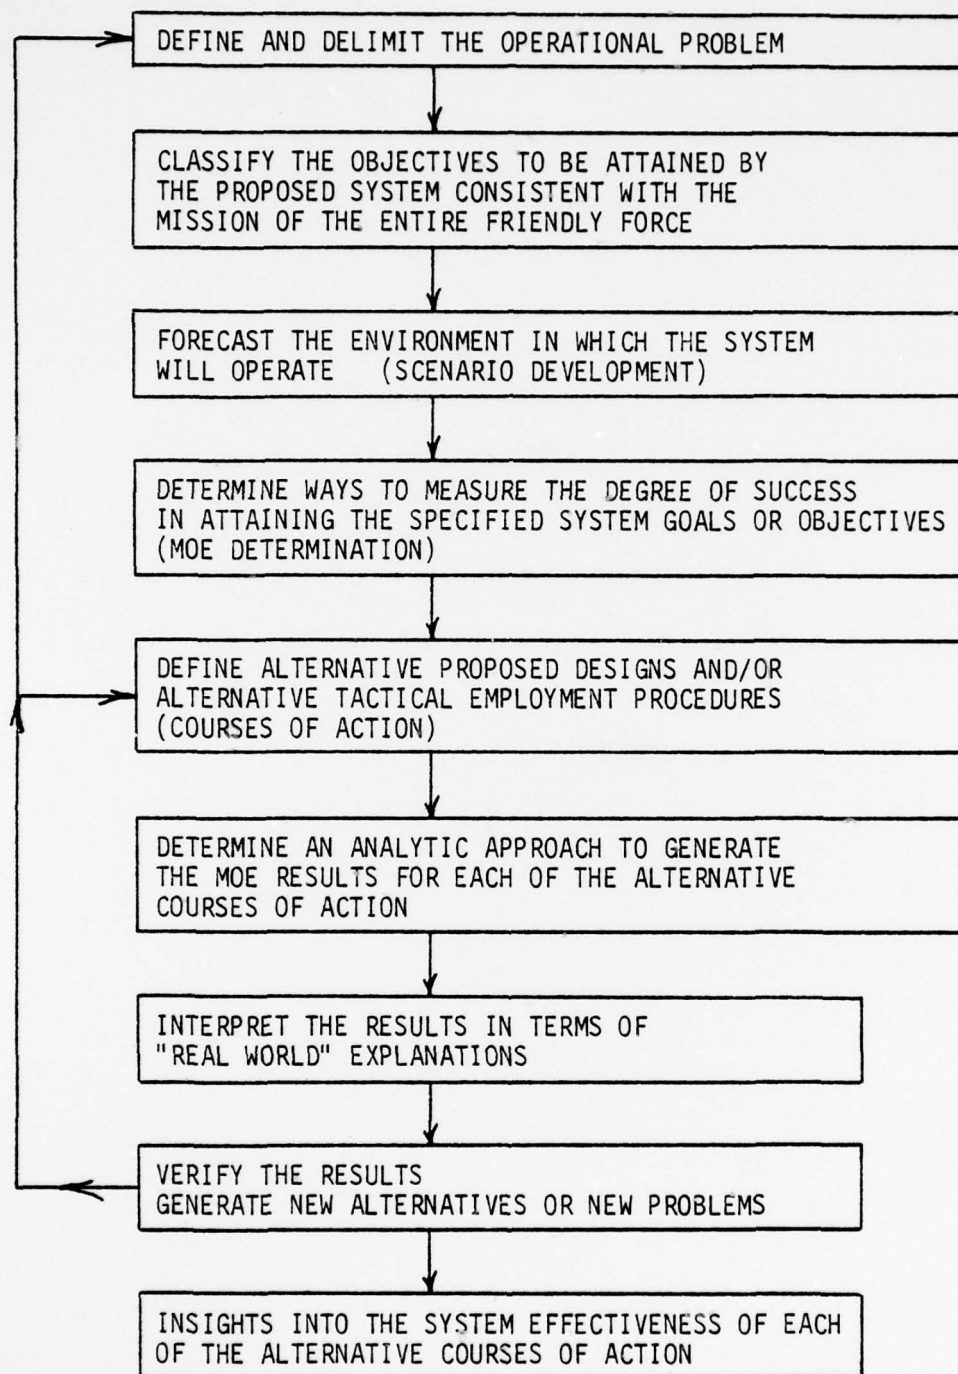 DEFINE AND DELIMIT THE OPERATIONAL PROBLEM
CLASSIFY THE OBJECTIVES TO BE ATTAINED BY
THE PROPOSED SYSTEM CONSISTENT WITH THE
MISSION OF THE ENTIRE FRIENDLY FORCE
FORECAST THE ENVIRONMENT IN WHICH THE SYSTEM
WILL OPERATE (SCENARIO DEVELOPMENT)
DETERMINE WAYS TO MEASURE THE DEGREE OF SUCCESS
IN ATTAINING THE SPECIFIED SYSTEM GOALS OR OBJECTIVES
(MOE DETERMINATION)
DEFINE ALTERNATIVE PROPOSED DESIGNS AND/OR
ALTERNATIVE TACTICAL EMPLOYMENT PROCEDURES
(COURSES OF ACTION)
DETERMINE AN ANALYTIC APPROACH TO GENERATE
THE MOE RESULTS FOR EACH OF THE ALTERNATIVE
COURSES OF ACTION
INTERPRET THE RESULTS IN TERMS OF
"REAL WORLD" EXPLANATIONS
VERIFY THE RESULTS
GENERATE NEW ALTERNATIVES OR NEW PROBLEMS
INSIGHTS INTO THE SYSTEM EFFECTIVENESS OF EACH
OF THE ALTERNATIVE COURSES OF ACTION